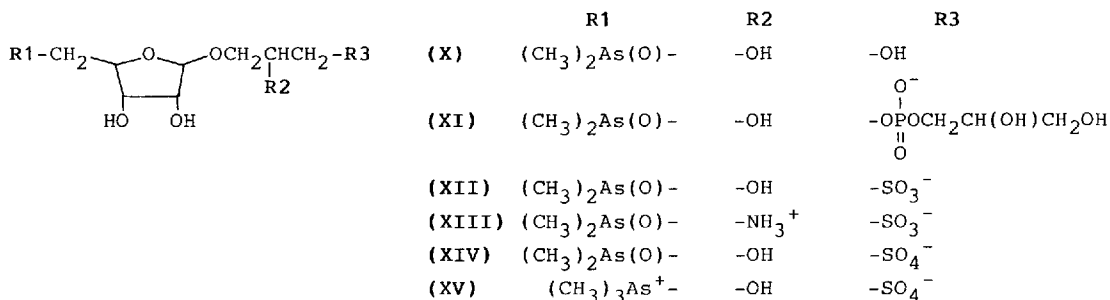 R1 R2 R3
R1-CH₂ O OCH₂CHCH₂-R3
R2
HO OH
(X) (CH₃)₂As(O)- -OH -OH
O⁻
(XI) (CH₃)₂As(O)- -OH -OPOCH₂CH(OH)CH₂OH
O
(XII) (CH₃)₂As(O)- -OH -SO₃⁻
(XIII) (CH₃)₂As(O)- -NH₃⁺ -SO₃⁻
(XIV) (CH₃)₂As(O)- -OH -SO₄⁻
(XV) (CH₃)₃As⁺- -OH -SO₄⁻